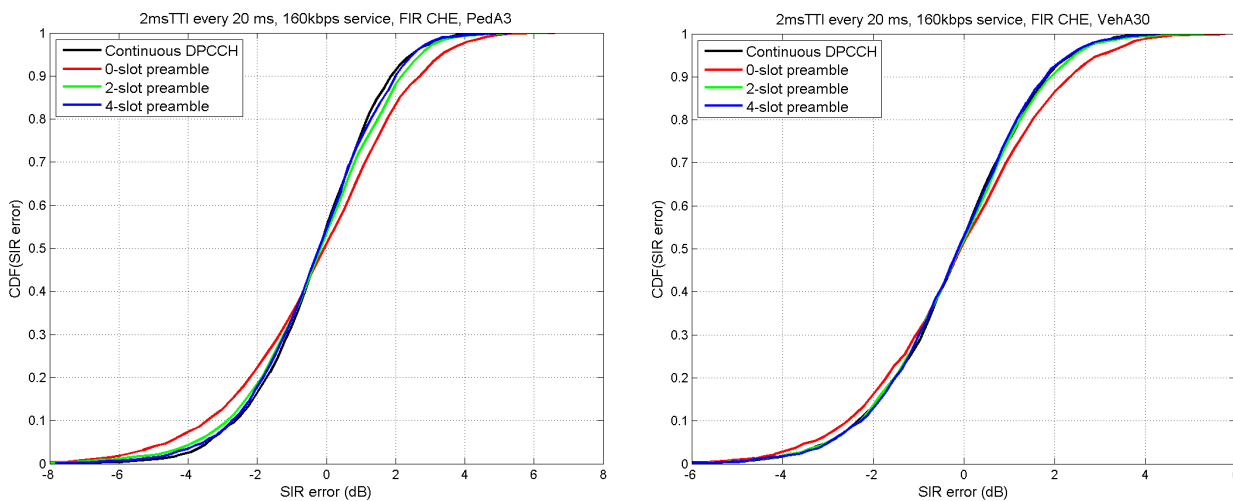 2msTTI every 20 ms, 160kbps service, FIR CHE, PedA3
Continuous DPCCH
0-slot preamble
2-slot preamble
4-slot preamble
CDF(SIR error)
1
0.9
0.8
0.7
0.6
0.5
0.4
0.3
0.2
0.1
0
-8 -6 -4 -2 0 2 4 6 8
SIR error (dB)
2msTTI every 20 ms, 160kbps service, FIR CHE, VehA30
Continuous DPCCH
0-slot preamble
2-slot preamble
4-slot preamble
CDF(SIR error)
1
0.9
0.8
0.7
0.6
0.5
0.4
0.3
0.2
0.1
0
-6 -4 -2 0 2 4
SIR error (dB)